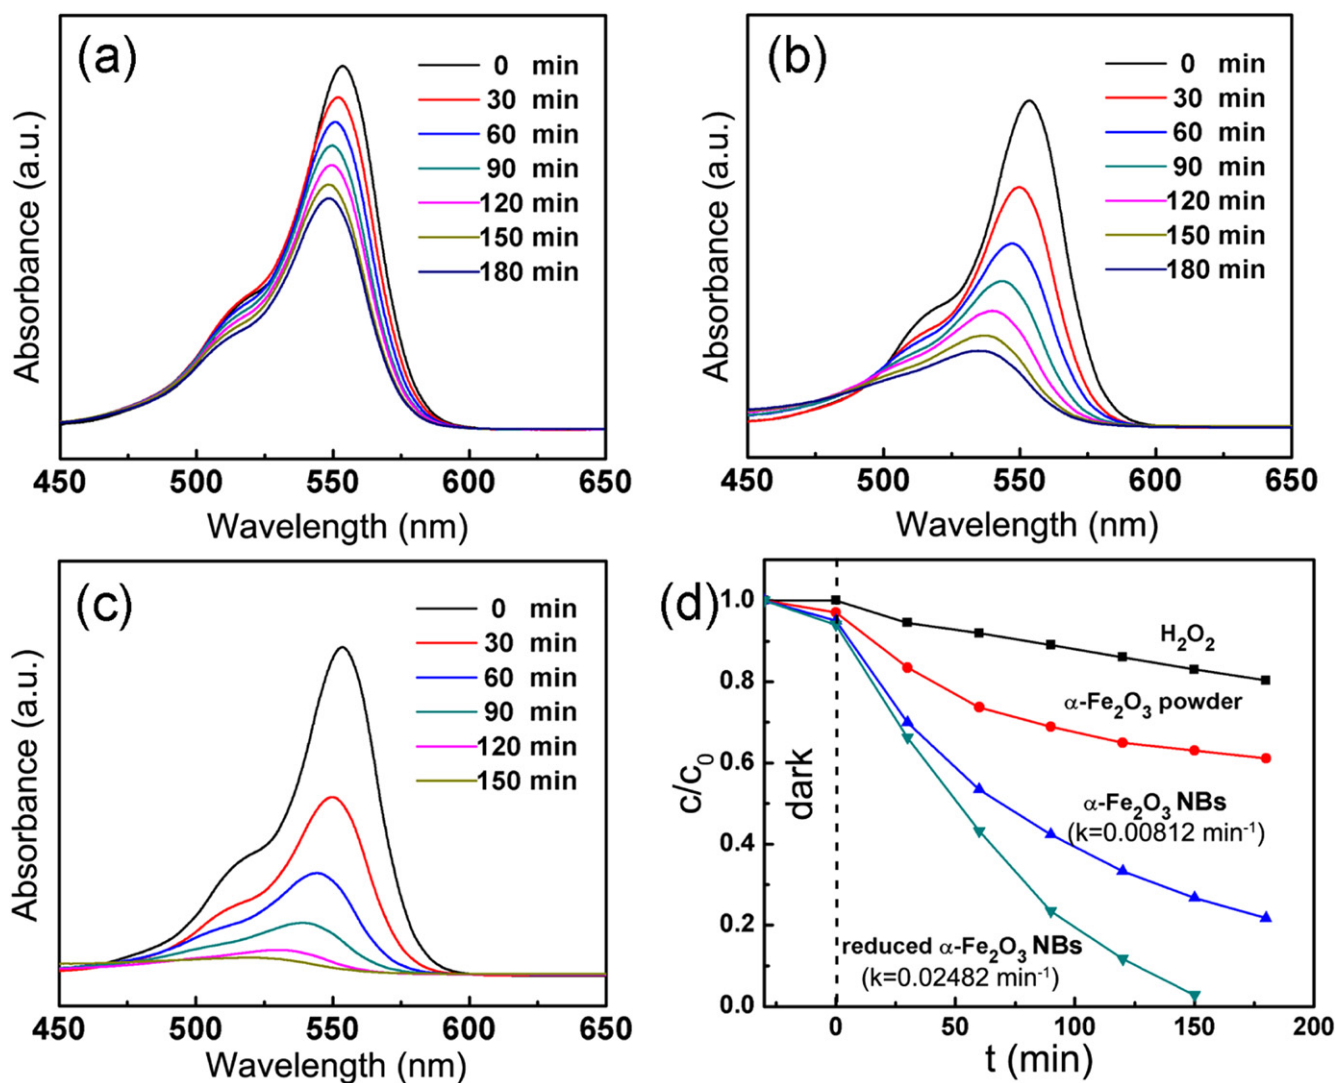 (a)
0 min
30 min
60 min
90 min
120 min
150 min
180 min
Absorbance (a.u.)
450 500 550 600 650
Wavelength (nm)
(b)
0 min
30 min
60 min
90 min
120 min
150 min
180 min
Absorbance (a.u.)
450 500 550 600 650
Wavelength (nm)
(c)
0 min
30 min
60 min
90 min
120 min
150 min
Absorbance (a.u.)
450 500 550 600 650
Wavelength (nm)
(d)
1.0
0.8
0.6
0.4
0.2
0.0
c/c₀
dark
H₂O₂
α-Fe₂O₃ powder
α-Fe₂O₃ NBs
(k=0.00812 min⁻¹)
reduced α-Fe₂O₃ NBs
(k=0.02482 min⁻¹)
0 50 100 150 200
t (min)